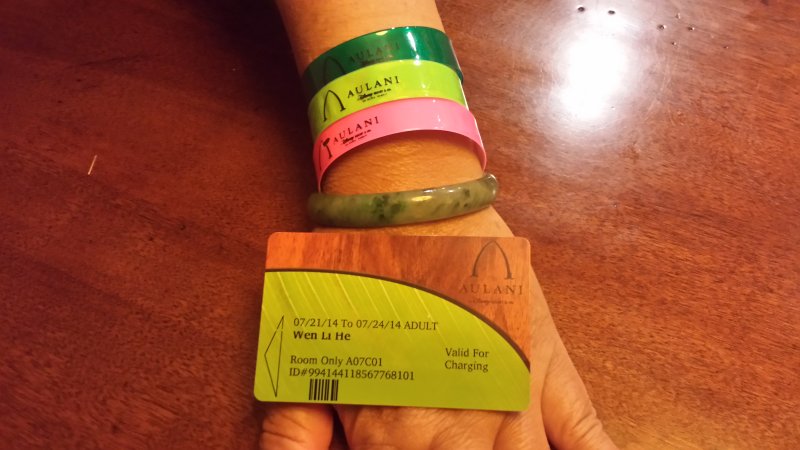 AULANI
AULANI
AULANI
AULANI
07/21/14 To 07/24/14 ADULT
Wen Li He
Room Only A07C01
ID#994144118567768101
Valid For
Charging